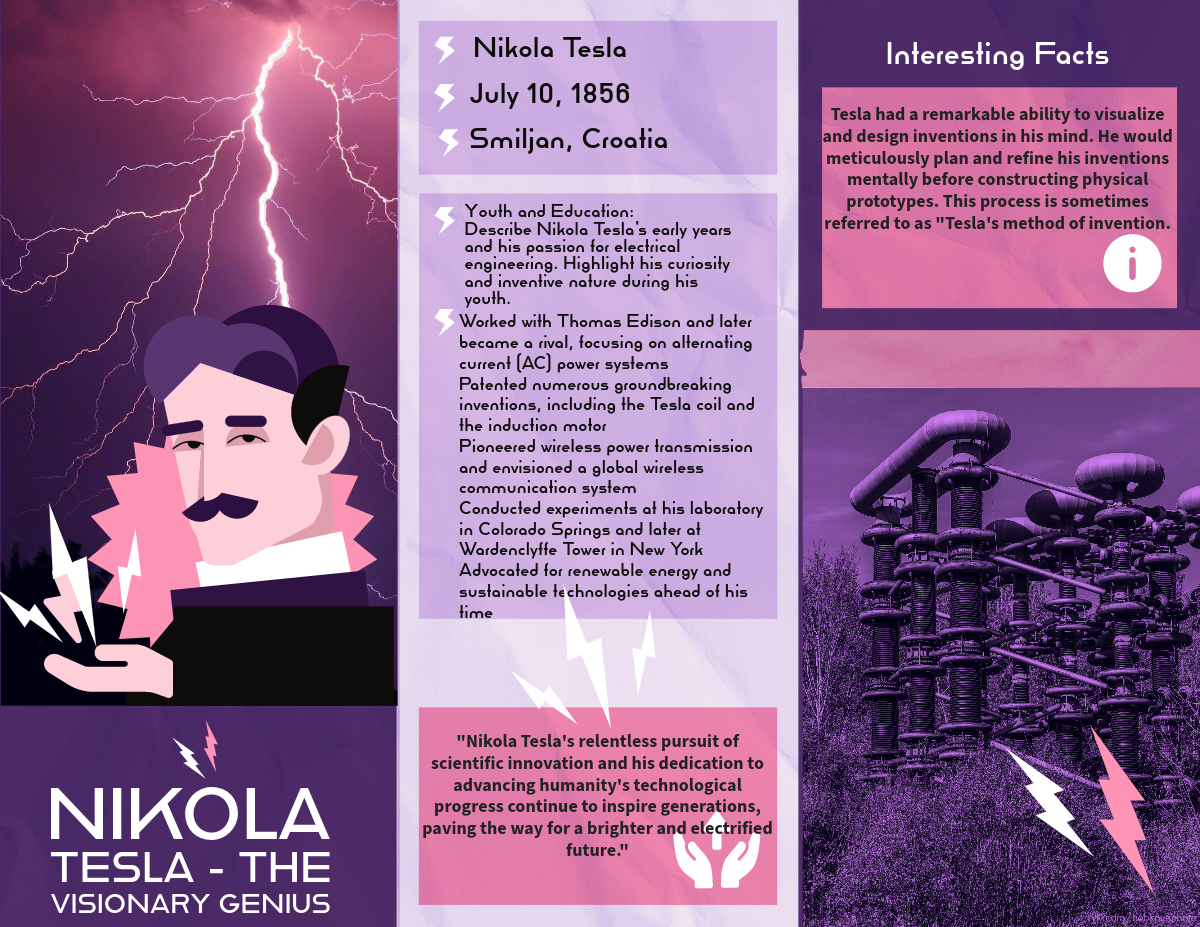 NIKOLA
TESLA - THE
VISIONARY GENIUS
Nikola Tesla
July 10, 1856
Smiljan, Croatia
Youth and Education:
Describe Nikola Tesla's early years
and his passion for electrical
engineering. Highlight his curiosity
and inventive nature during his
youth.
Worked with Thomas Edison and later
became a rival, focusing on alternating
current (AC) power systems
Patented numerous groundbreaking
inventions, including the Tesla coil and
the induction motor
Pioneered wireless power transmission
and envisioned a global wireless
communication system
Conducted experiments at his laboratory
in Colorado Springs and later at
Wardenclyffe Tower in New York
Advocated for renewable energy and
sustainable technologies ahead of his
time
"Nikola Tesla's relentless pursuit of
scientific innovation and his dedication to
advancing humanity's technological
progress continue to inspire generations,
paving the way for a brighter and electrified
future."
Interesting Facts
Tesla had a remarkable ability to visualize
and design inventions in his mind. He would
meticulously plan and refine his inventions
mentally before constructing physical
prototypes. This process is sometimes
referred to as "Tesla's method of invention.
i